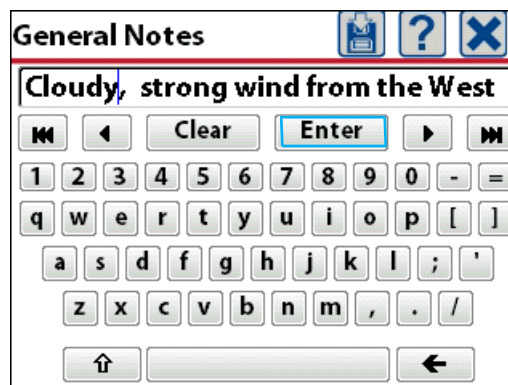 General Notes ?
Cloudy, strong wind from the West
Clear Enter
1 2 3 4 5 6 7 8 9 0 - =
q w e r t y u i o p [ ]
a s d f g h j k l ; '
z x c v b n m , . /